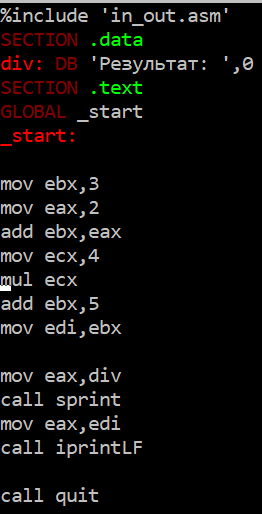 %include 'in_out.asm'
SECTION .data
div: DB 'Результат: ',0
SECTION .text
GLOBAL _start
_start:
mov ebx,3
mov eax,2
add ebx,eax
mov ecx,4
mul ecx
add ebx,5
mov edi,ebx
mov eax,div
call sprint
mov eax,edi
call iprintLF
call quit